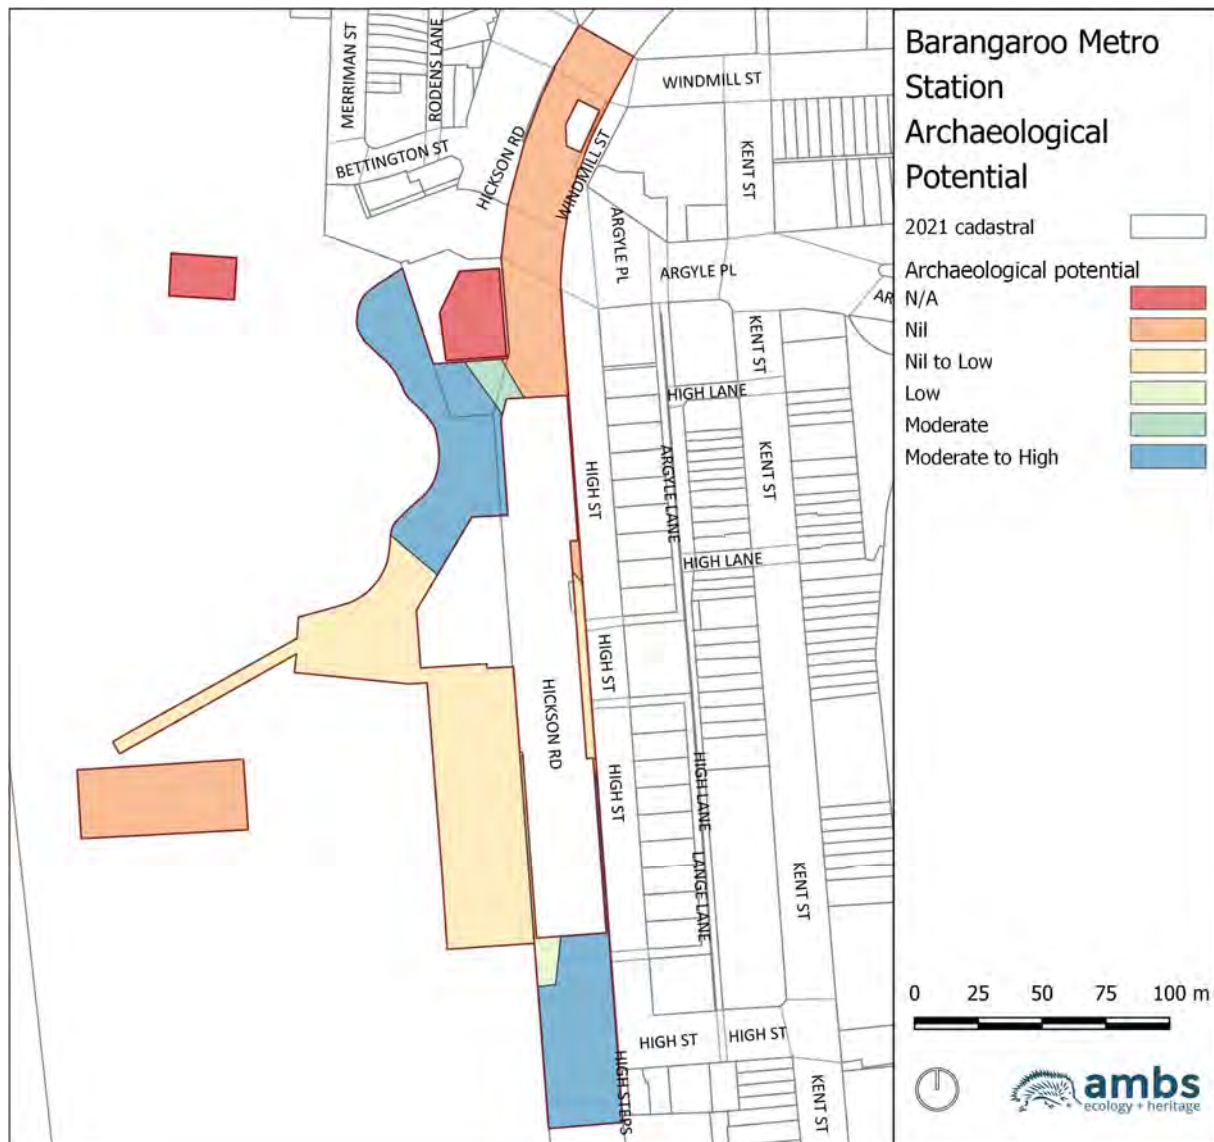 MERRIMAN ST
RODENS LANE
BETTINGTON ST
HICKSON RD
WINDMILL ST
WINDMILL ST
KENT ST
ARGYLE PL
ARGYLE PL
AR
KENT ST
HIGH LANE
KENT ST
ARGYLE LANE
HIGH ST
HIGH LANE
HIGH ST
HICKSON RD
HIGH ST
HIGH LANE
LANGE LANE
KENT ST
HIGH ST
HIGH ST
HIGH STEPS
KENT ST
Barangaroo Metro
Station
Archaeological
Potential
2021 cadastral
Archaeological potential
N/A
Nil
Nil to Low
Low
Moderate
Moderate to High
0 25 50 75 100 m
ambs
ecology + heritage